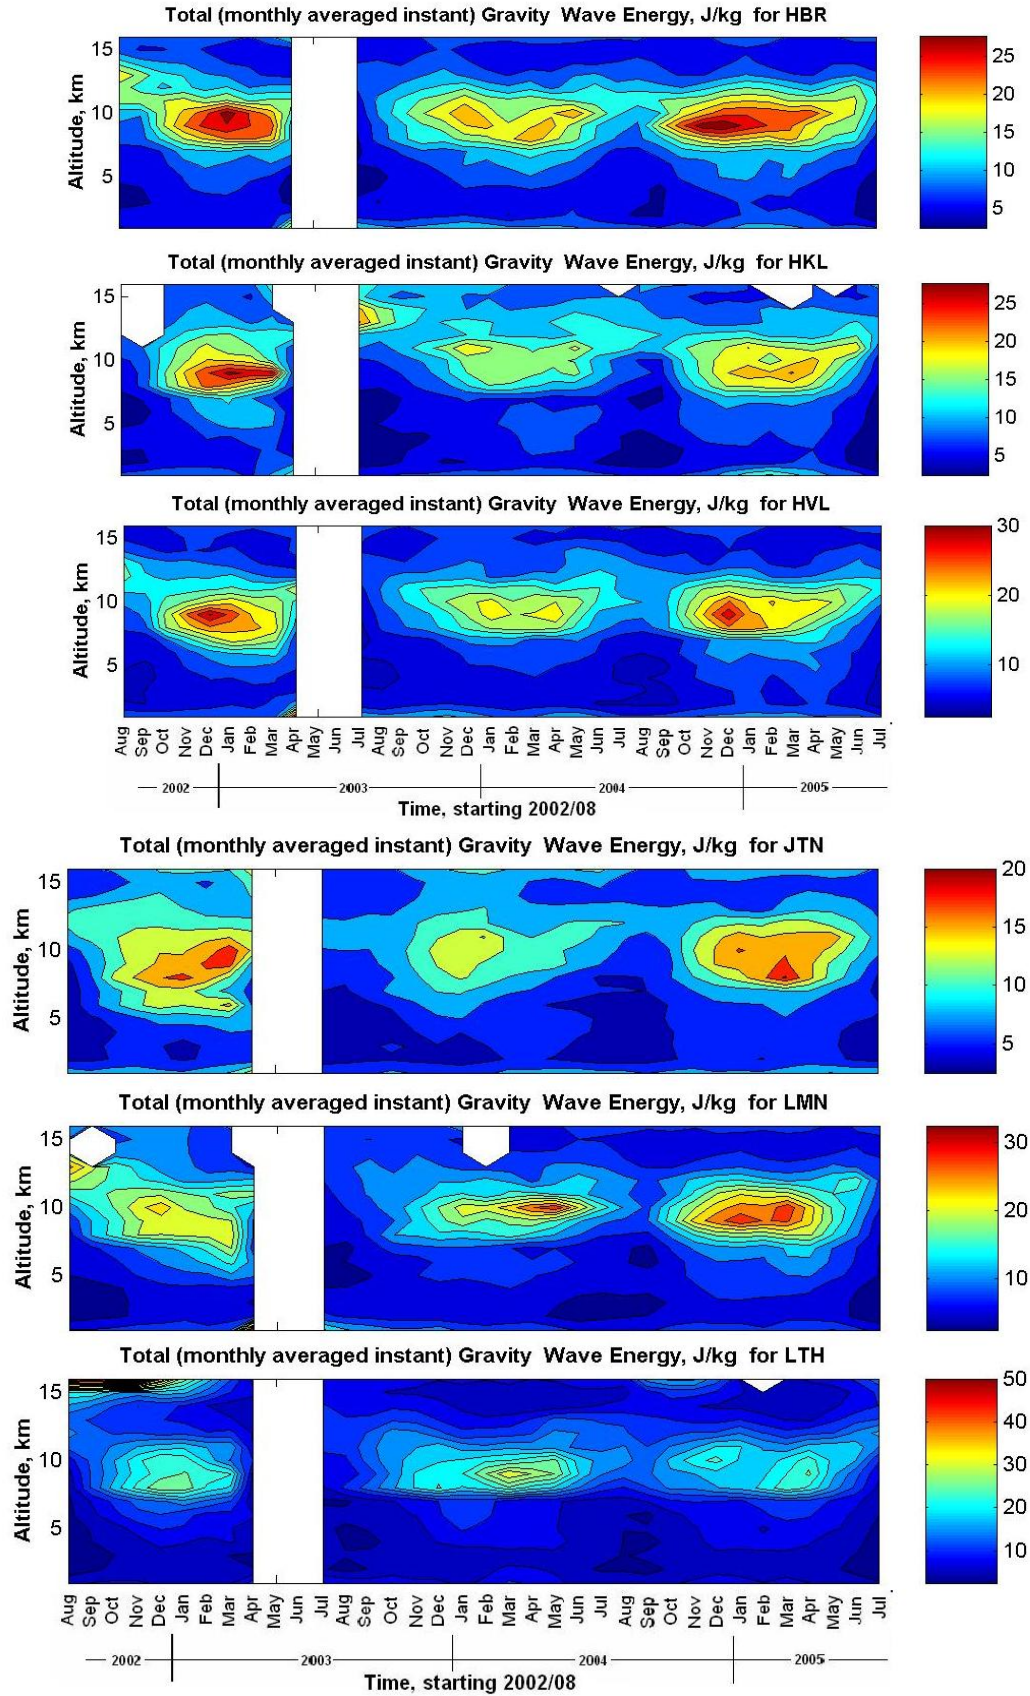 Total (monthly averaged instant) Gravity Wave Energy, J/kg for HBR
Altitude, km
15
10
5
25
20
15
10
5
Total (monthly averaged instant) Gravity Wave Energy, J/kg for HKL
Altitude, km
15
10
5
25
20
15
10
5
Total (monthly averaged instant) Gravity Wave Energy, J/kg for HVL
Altitude, km
15
10
5
30
20
10
Aug Sep Oct Nov Dec Jan Feb Mar Apr May Jun Jul Aug Sep Oct Nov Dec Jan Feb Mar Apr May Jun Jul Aug Sep Oct Nov Dec Jan Feb Mar Apr May Jun Jul
2002 2003 2004 2005
Time, starting 2002/08
Total (monthly averaged instant) Gravity Wave Energy, J/kg for JTN
Altitude, km
15
10
5
20
15
10
5
Total (monthly averaged instant) Gravity Wave Energy, J/kg for LMN
Altitude, km
15
10
5
30
20
10
Total (monthly averaged instant) Gravity Wave Energy, J/kg for LTH
Altitude, km
15
10
5
50
40
30
20
10
Aug Sep Oct Nov Dec Jan Feb Mar Apr May Jun Jul Aug Sep Oct Nov Dec Jan Feb Mar Apr May Jun Jul Aug Sep Oct Nov Dec Jan Feb Mar Apr May Jun Jul
2002 2003 2004 2005
Time, starting 2002/08